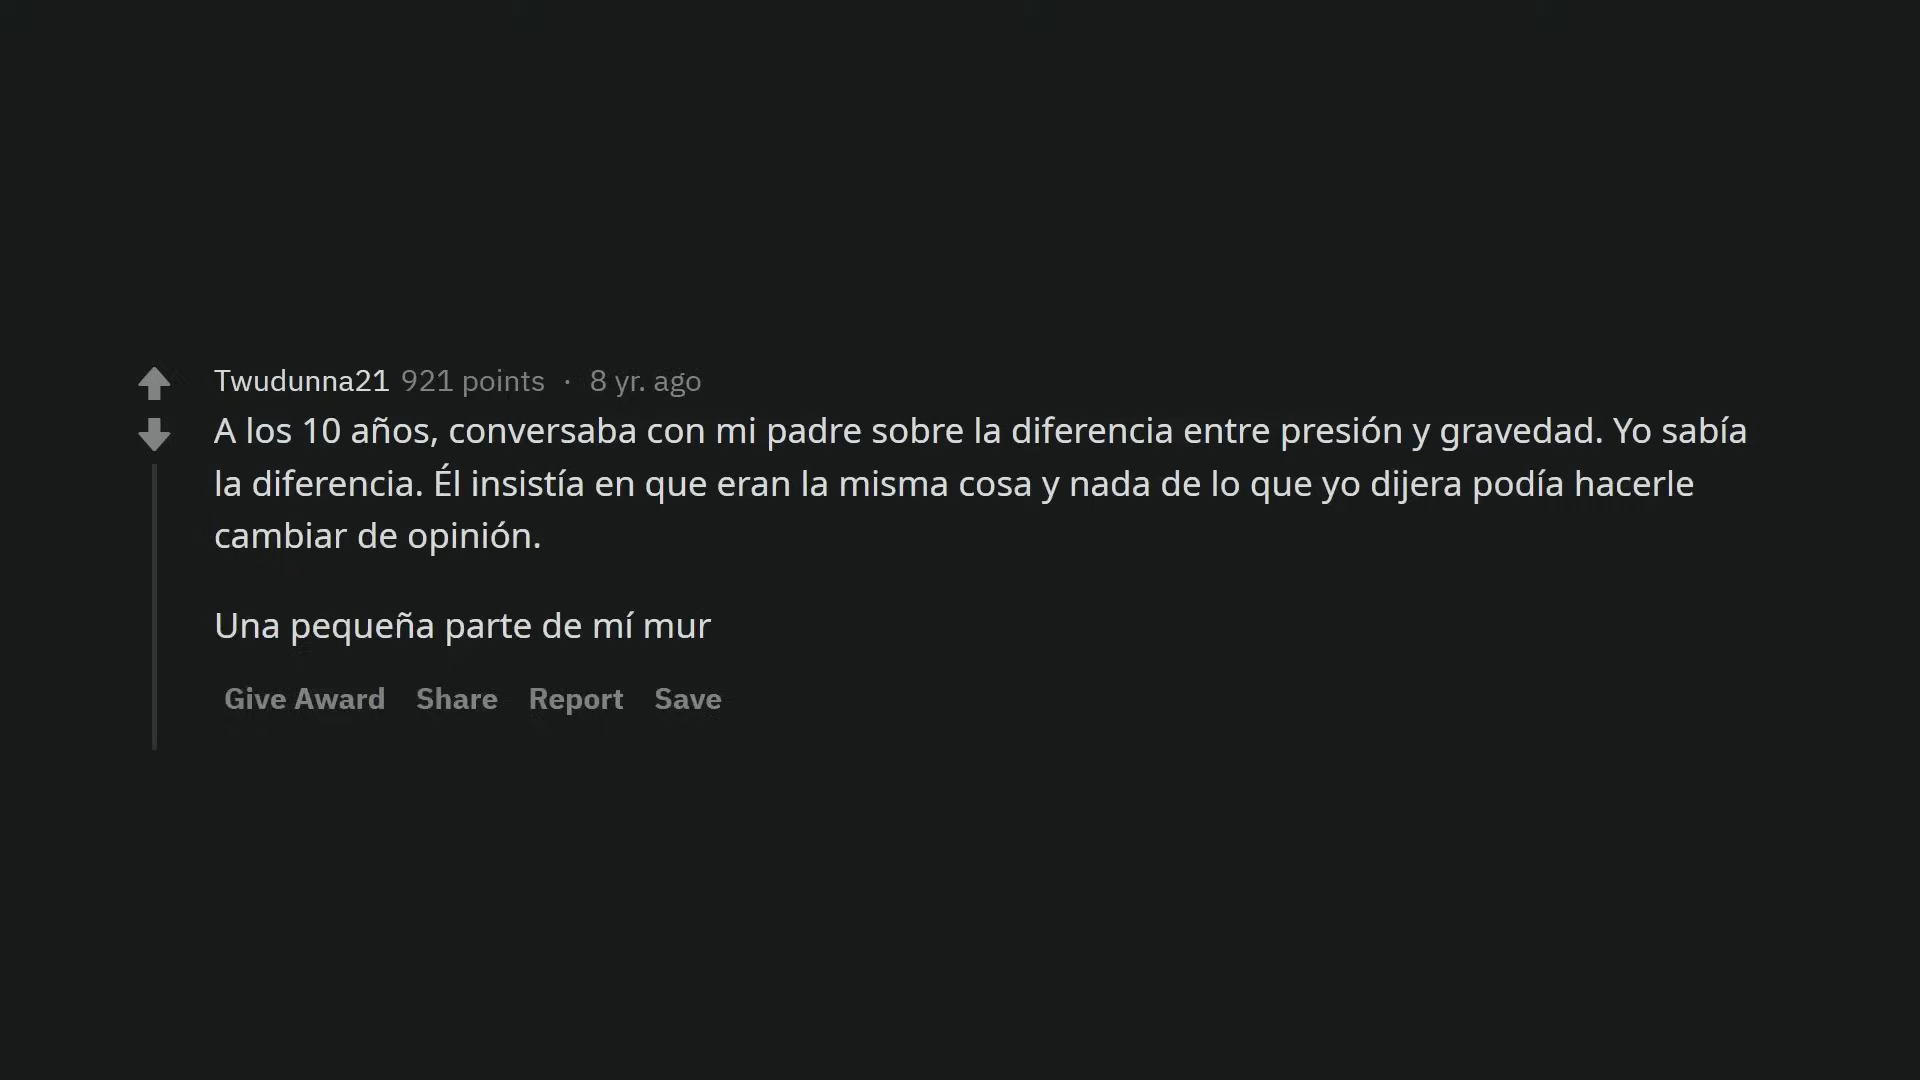 Twudunna21 921 points · 8 yr. ago
A los 10 años, conversaba con mi padre sobre la diferencia entre presión y gravedad. Yo sabía
la diferencia. Él insistía en que eran la misma cosa y nada de lo que yo dijera podía hacerle
cambiar de opinión.
Una pequeña parte de mí mur
Give Award Share Report Save